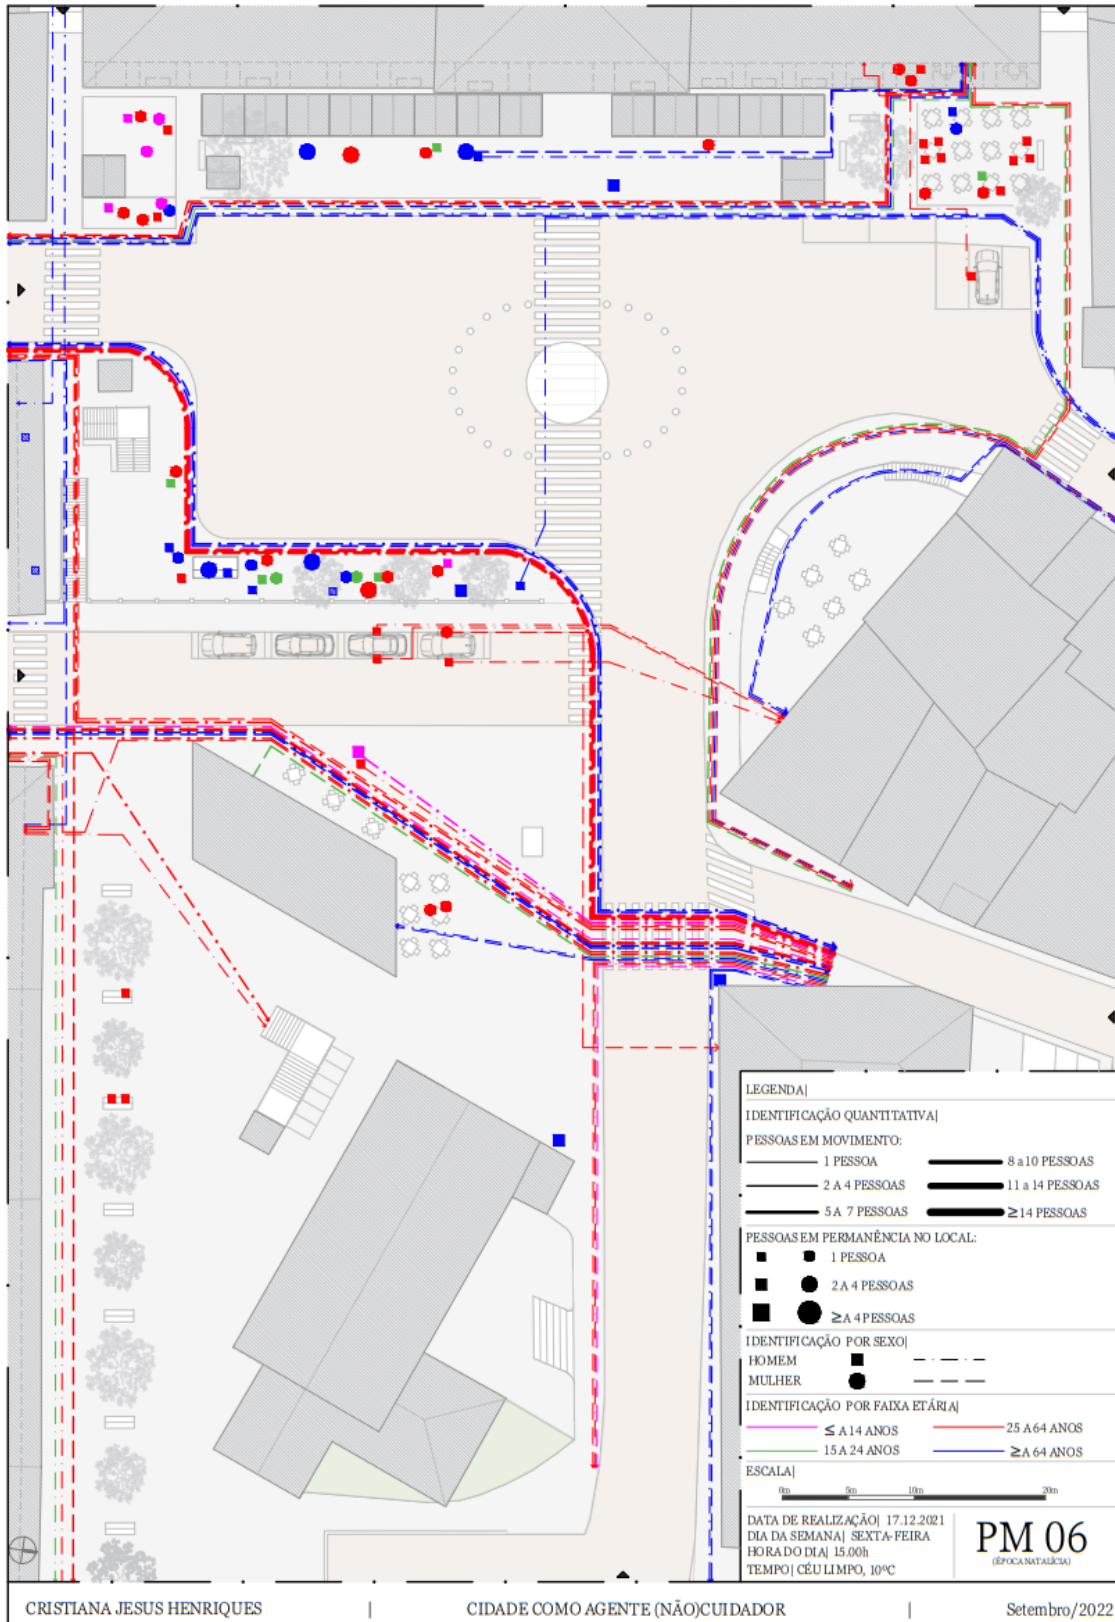 LEGENDA|
IDENTIFICAÇÃO QUANTITATIVA|
PESSOAS EM MOVIMENTO:
1 PESSOA
8 a 10 PESSOAS
2 A 4 PESSOAS
11 a 14 PESSOAS
5 A 7 PESSOAS
≥ 14 PESSOAS
PESSOAS EM PERMANÊNCIA NO LOCAL:
1 PESSOA
2 A 4 PESSOAS
≥ A 4 PESSOAS
IDENTIFICAÇÃO POR SEXO|
HOMEM
MULHER
IDENTIFICAÇÃO POR FAIXA ETÁRIA|
≤ A 14 ANOS
25 A 64 ANOS
15 A 24 ANOS
≥ A 64 ANOS
ESCALA|
0m 5m 10m 20m
DATA DE REALIZAÇÃO| 17.12.2021
DIA DA SEMANA| SEXTA-FEIRA
HORA DO DIA| 15.00h
TEMPO| CÉU LIMPO, 10ºC
PM 06
(ÉPOCA NATALÍCIA)
CRISTIANA JESUS HENRIQUES | CIDADE COMO AGENTE (NÃO)CUIDADOR | Setembro/2022